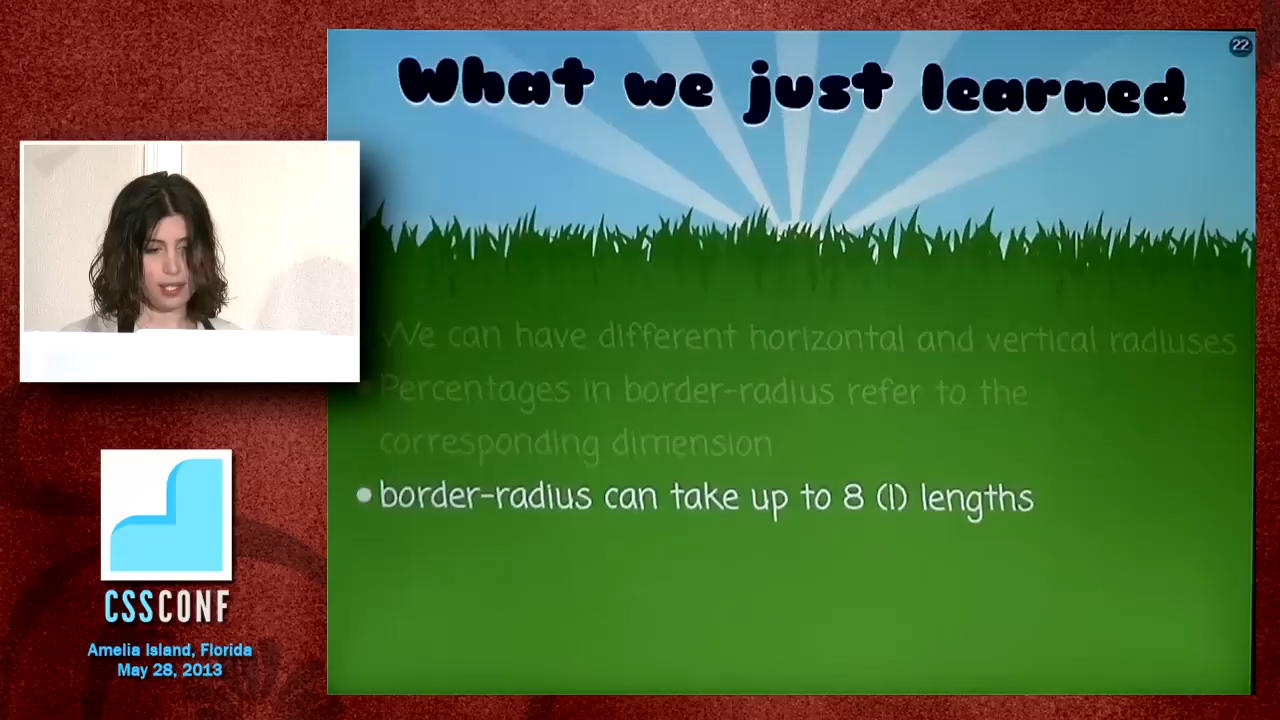 22
What we just learned
We can have different horizontal and vertical radiuses
Percentages in border-radius refer to the
corresponding dimension
border-radius can take up to 8 (!) lengths
CSSCONF
Amelia Island, Florida
May 28, 2013